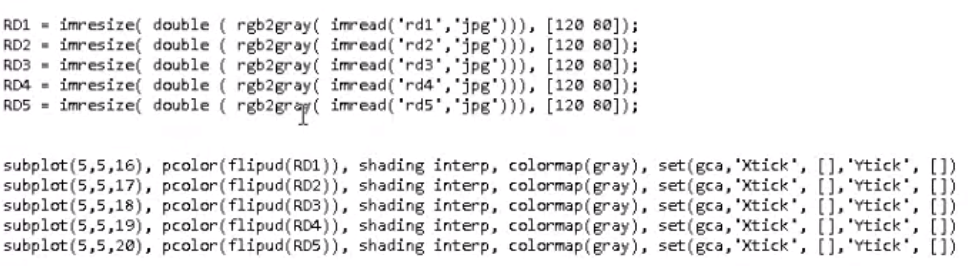 RD1 = imresize( double ( rgb2gray( imread('rd1','jpg'))), [120 80]);
RD2 = imresize( double ( rgb2gray( imread('rd2','jpg'))), [120 80]);
RD3 = imresize( double ( rgb2gray( imread('rd3','jpg'))), [120 80]);
RD4 = imresize( double ( rgb2gray( imread('rd4','jpg'))), [120 80]);
RD5 = imresize( double ( rgb2gray( imread('rd5','jpg'))), [120 80]);
subplot(5,5,16), pcolor(flipud(RD1)), shading interp, colormap(gray), set(gca,'Xtick', [],'Ytick', [])
subplot(5,5,17), pcolor(flipud(RD2)), shading interp, colormap(gray), set(gca,'Xtick', [],'Ytick', [])
subplot(5,5,18), pcolor(flipud(RD3)), shading interp, colormap(gray), set(gca,'Xtick', [],'Ytick', [])
subplot(5,5,19), pcolor(flipud(RD4)), shading interp, colormap(gray), set(gca,'Xtick', [],'Ytick', [])
subplot(5,5,20), pcolor(flipud(RD5)), shading interp, colormap(gray), set(gca,'Xtick', [],'Ytick', [])